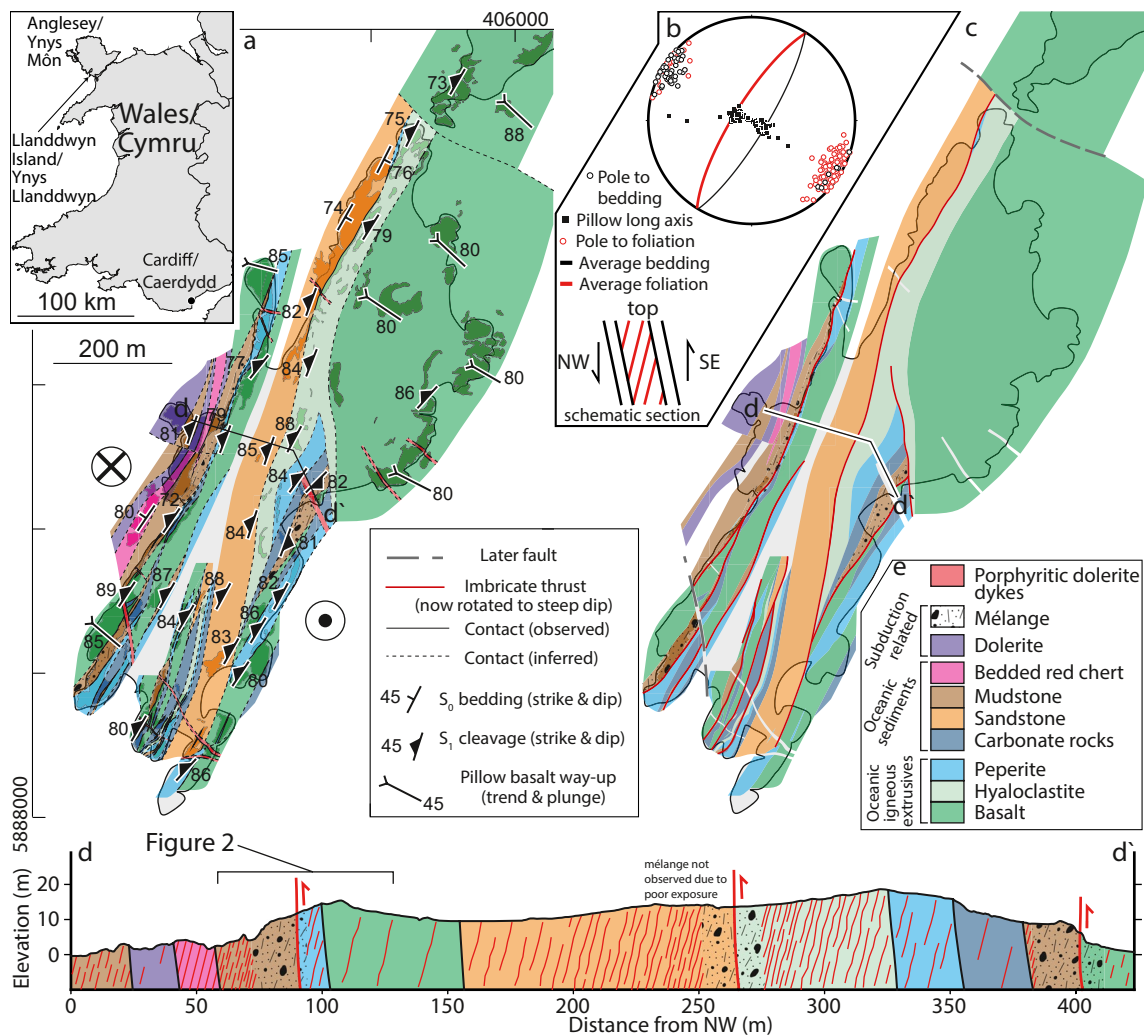 Anglesey/
Ynys
Môn
Wales/
Cymru
Llanddwyn
Island/
Ynys
Llanddwyn
Cardiff/
Caerdydd
100 km
406000
a
b
c
73
88
75
76
74
79
80
85
82
80
77
84
80
86
d
79
81
88
85
84
82
80
d`
72
80
84
81
89
87
88
82
84
86
85
83
80
80
86
200 m
5888000
Pole to
bedding
Pillow long axis
Pole to foliation
Average bedding
Average foliation
top
NW
SE
schematic section
d
d`
Later fault
Imbricate thrust
(now rotated to steep dip)
Contact (observed)
Contact (inferred)
45 S0 bedding (strike & dip)
45 S1 cleavage (strike & dip)
Pillow basalt way-up
(trend & plunge)
45
e
Porphyritic dolerite
dykes
Subduction
related
Mélange
Dolerite
Oceanic
sediments
Bedded red chert
Mudstone
Sandstone
Carbonate rocks
Oceanic
igneous
extrusives
Peperite
Hyaloclastite
Basalt
d
Figure 2
mélange not
observed due to
poor exposure
d`
Elevation (m)
20
10
0
0 50 100 150 200 250 300 350 400
Distance from NW (m)